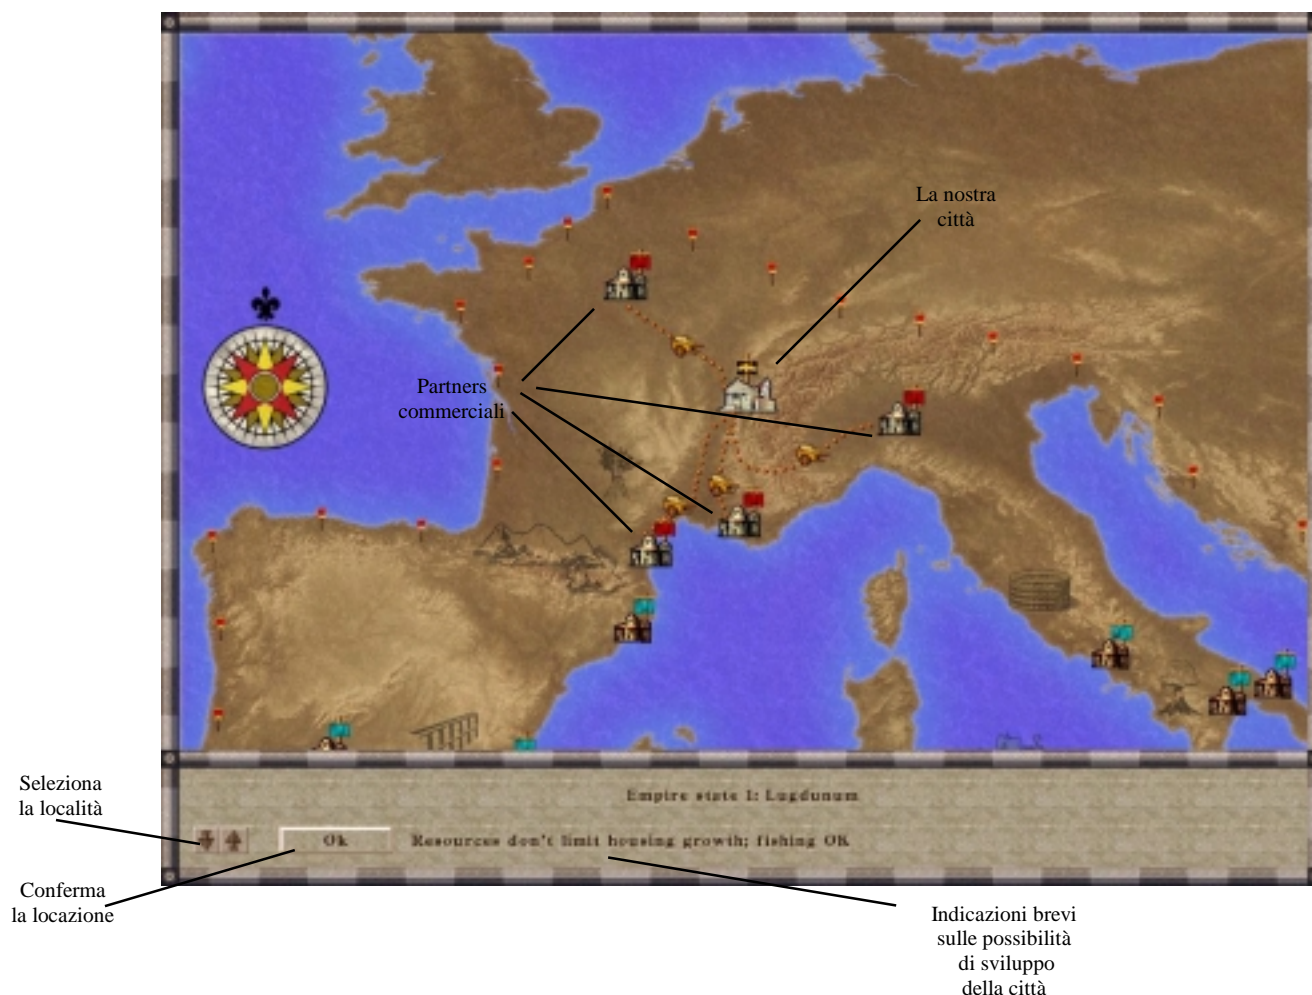 La nostra
città
Partners
commerciali
Seleziona
la località
Empire state 1: Lugdunum
Ok
Resources don't limit housing growth; fishing OK
Conferma
la locazione
Indicazioni brevi
sulle possibilità
di sviluppo
della città